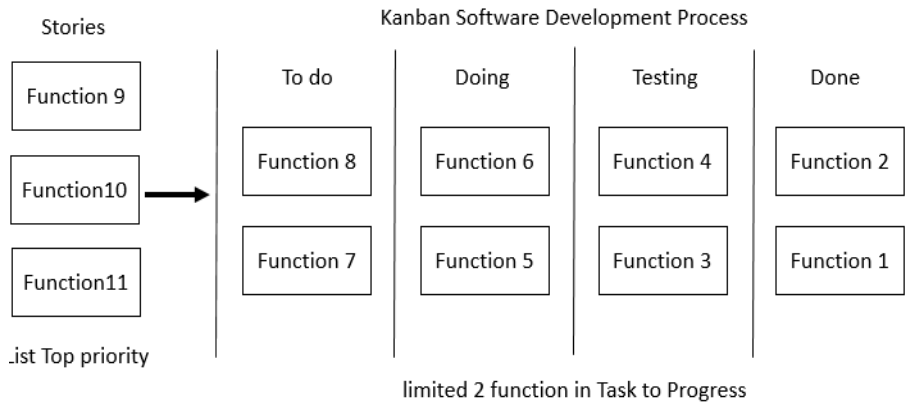 Kanban Software Development Process
Stories
Function 9
Function10
Function11
List Top priority
To do
Function 8
Function 7
Doing
Function 6
Function 5
Testing
Function 4
Function 3
Done
Function 2
Function 1
limited 2 function in Task to Progress